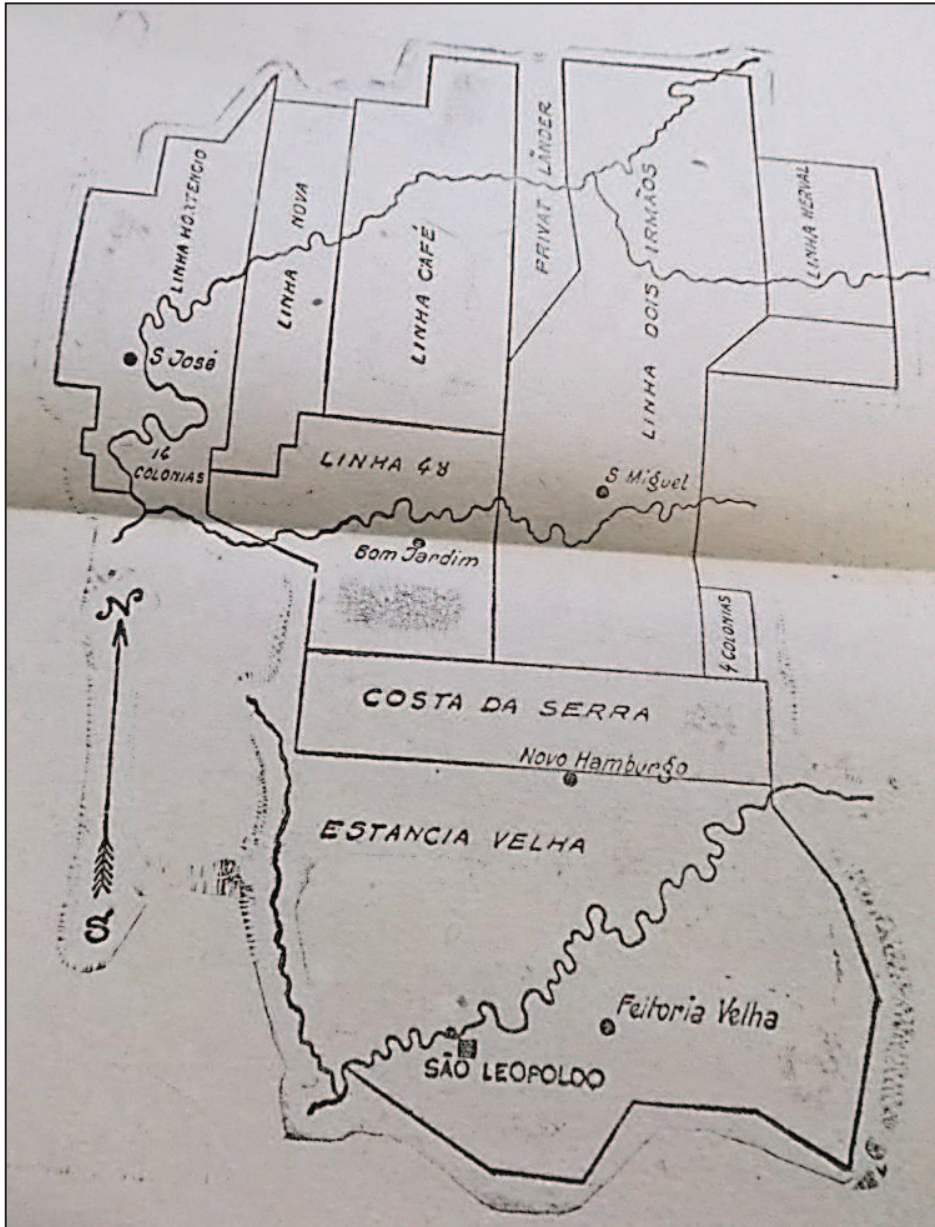 LINHA HORTENCIO
LINHA NOVA
LINHA CAFÉ
PRIVAT LÄNDER
LINHA DOIS IRMÃOS
LINHA HERVAL
S José
14
COLONIAS
LINHA 48
S Miguel
Bom Jardim
4 COLONIAS
N
S
COSTA DA SERRA
Novo Hamburgo
ESTANCIA VELHA
Feitoria Velha
SÃO LEOPOLDO